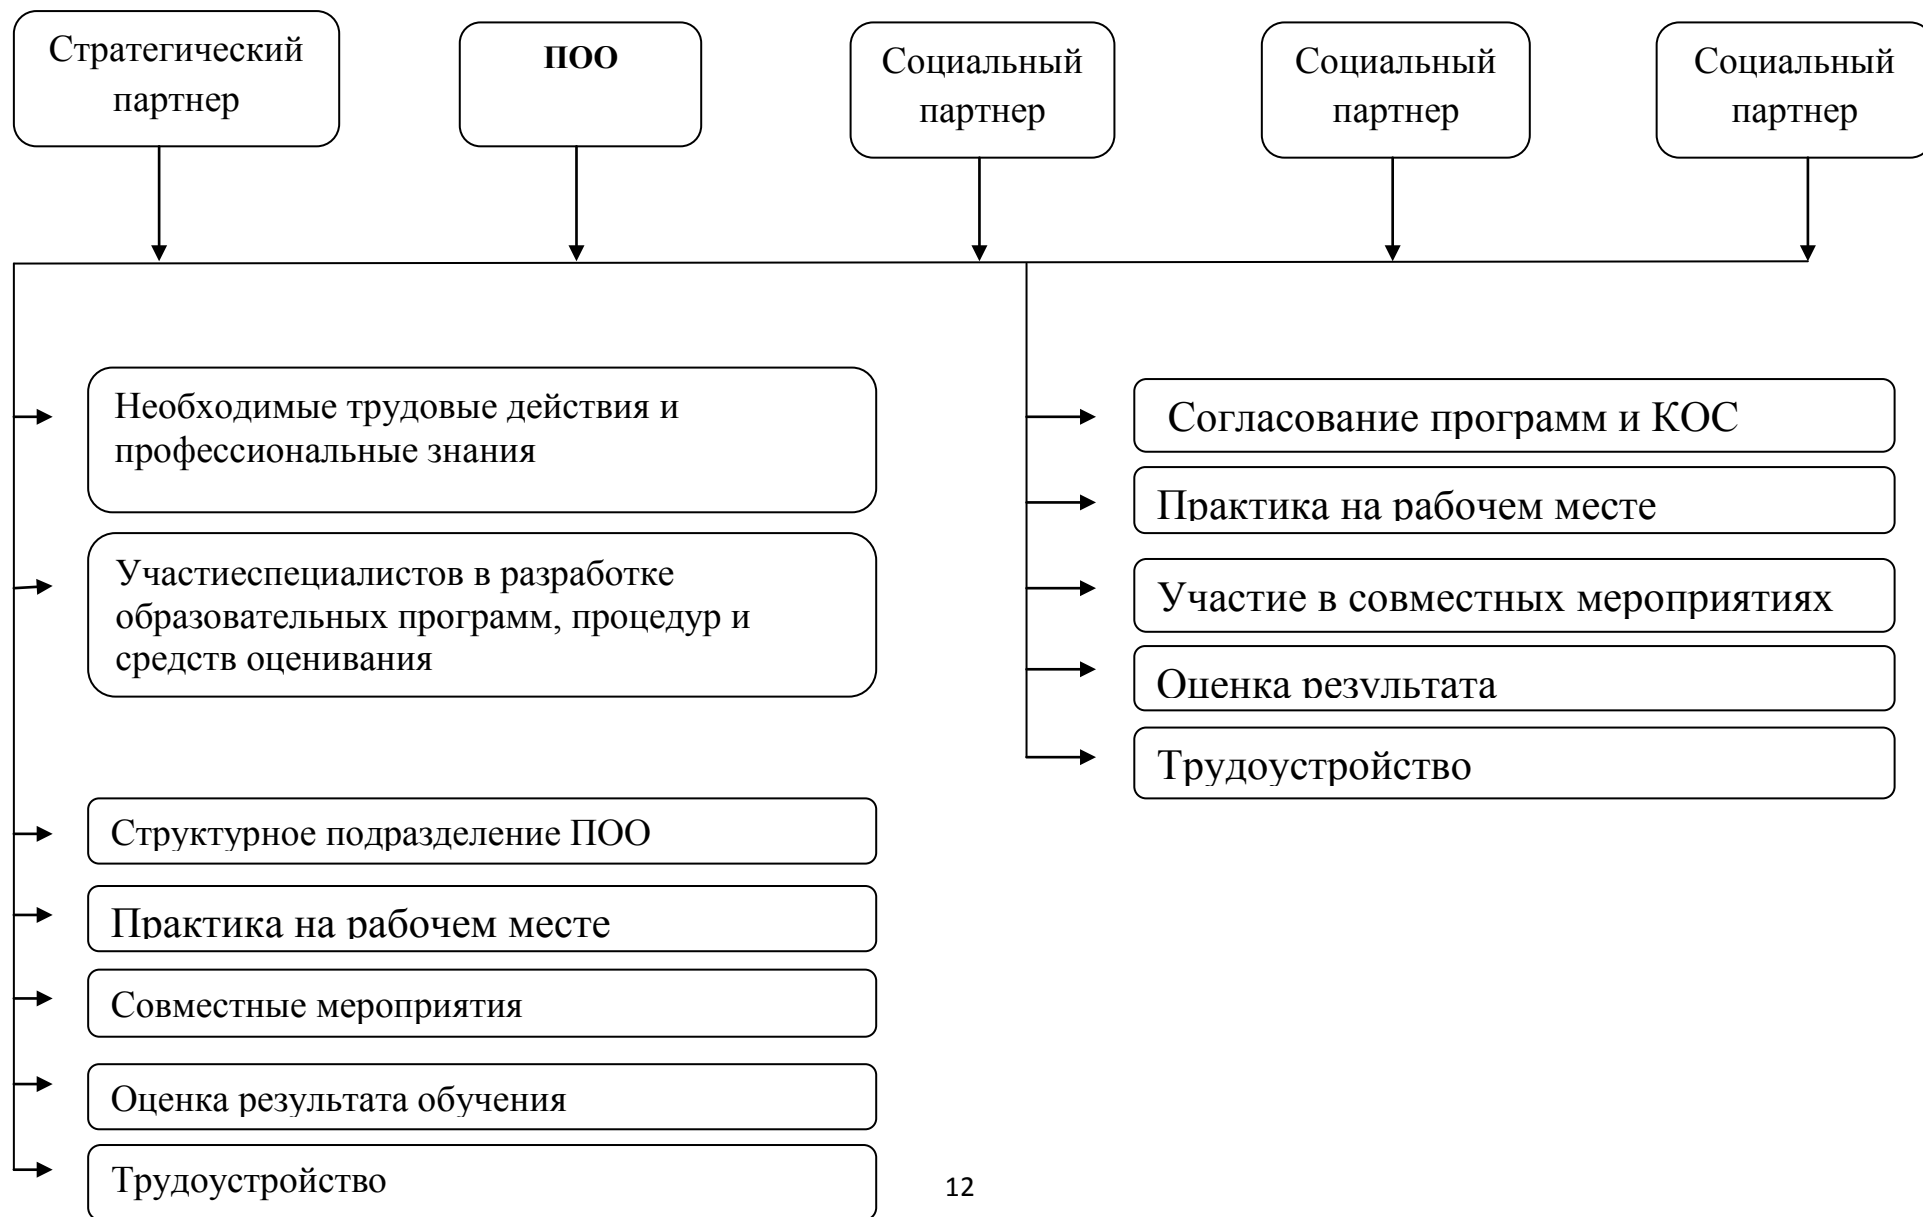 Стратегический
партнер
ПОО
Социальный
партнер
Социальный
партнер
Социальный
партнер
Необходимые трудовые действия и
профессиональные знания
Участиеспециалистов в разработке
образовательных программ, процедур и
средств оценивания
Структурное подразделение ПОО
Практика на рабочем месте
Совместные мероприятия
Оценка результата обучения
Трудоустройство
Согласование программ и КОС
Практика на рабочем месте
Участие в совместных мероприятиях
Оценка результата
Трудоустройство
12